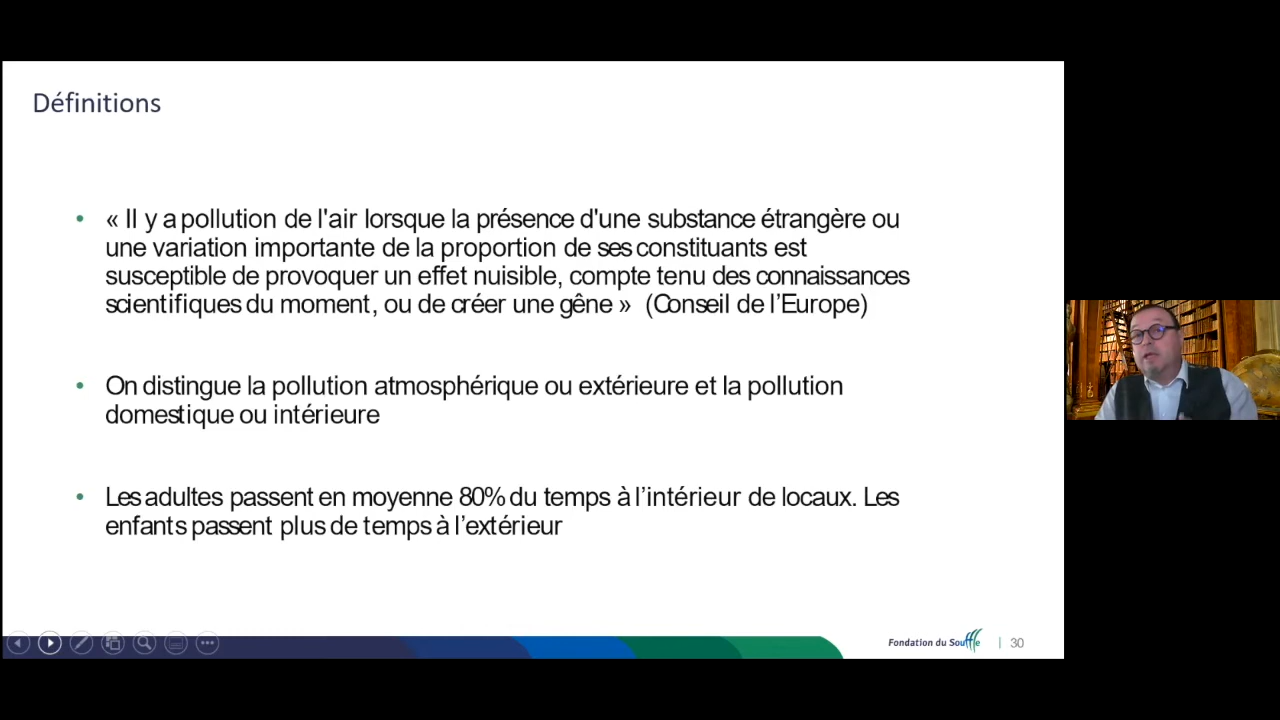 Définitions
• « Il y a pollution de l'air lorsque la présence d'une substance étrangère ou
une variation importante de la proportion de ses constituants est
susceptible de provoquer un effet nuisible, compte tenu des connaissances
scientifiques du moment, ou de créer une gêne » (Conseil de l’Europe)
• On distingue la pollution atmosphérique ou extérieure et la pollution
domestique ou intérieure
• Les adultes passent en moyenne 80% du temps à l’intérieur de locaux. Les
enfants passent plus de temps à l’extérieur
Fondation du Souffle | 30